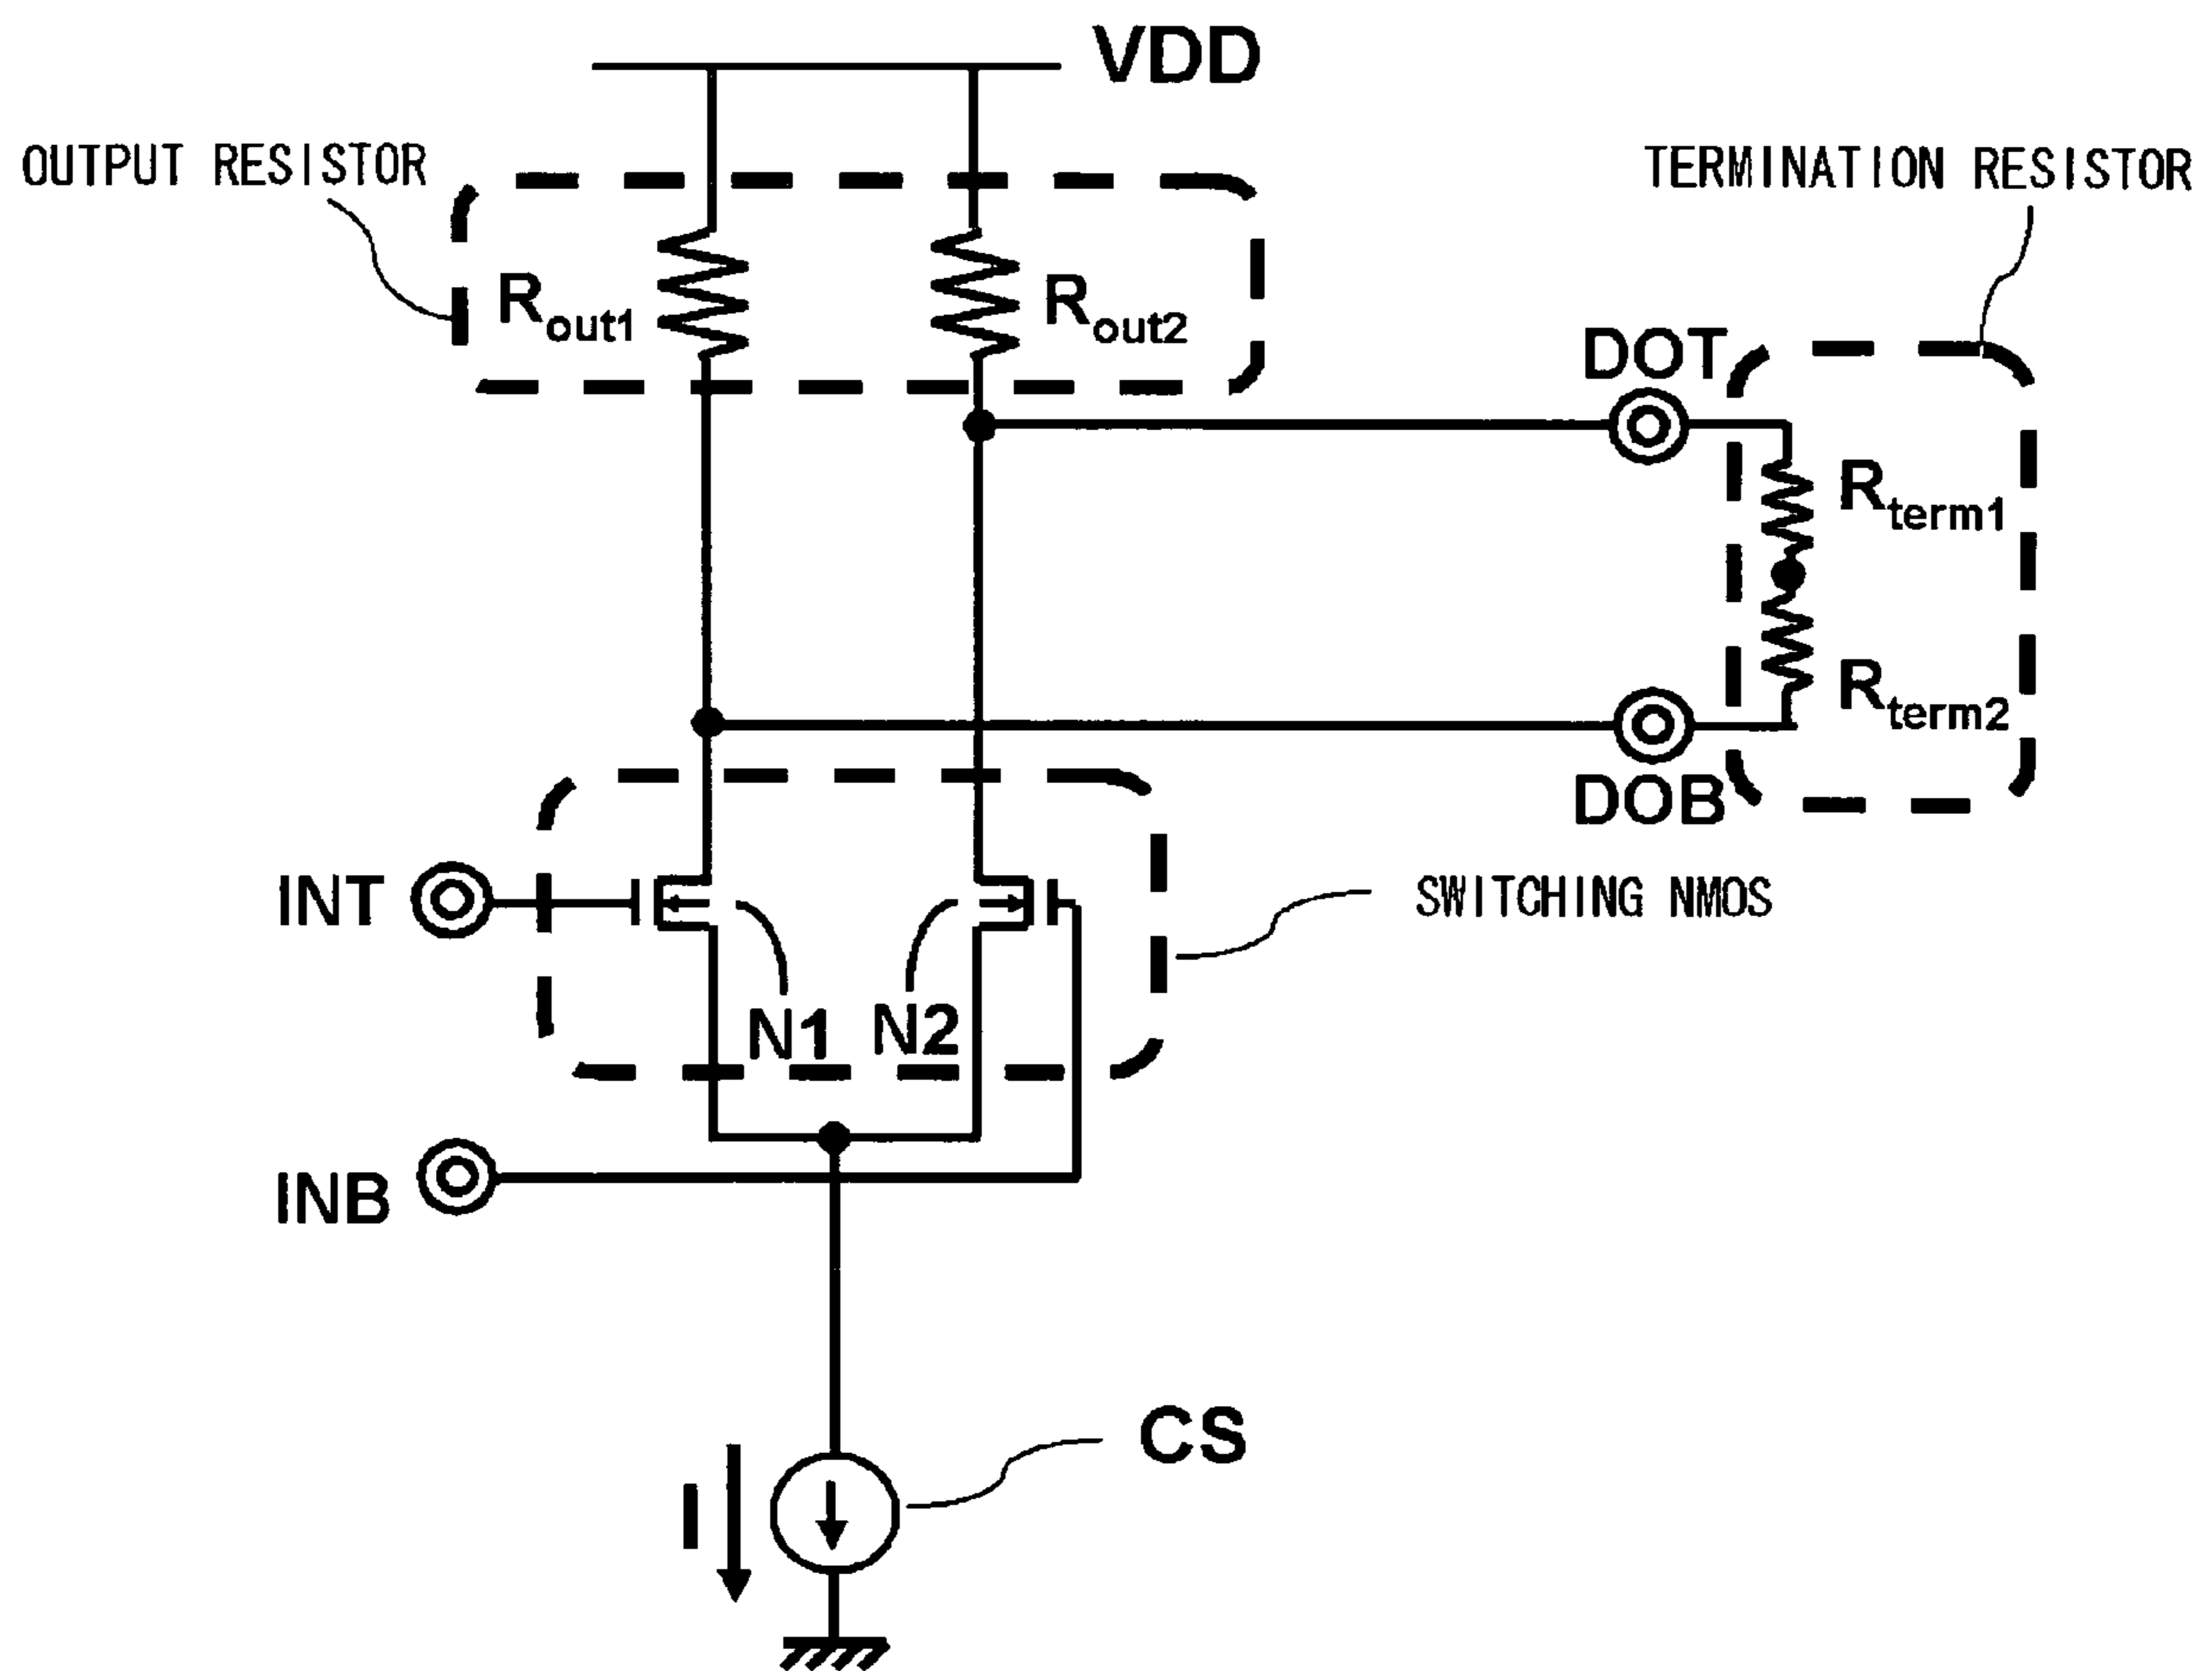 VDD
OUTPUT RESISTOR
TERMINATION RESISTOR
Rout1
Rout2
DOT
Rterm1
Rterm2
DOB
INT
SWITCHING NMOS
N1
N2
INB
CS
I